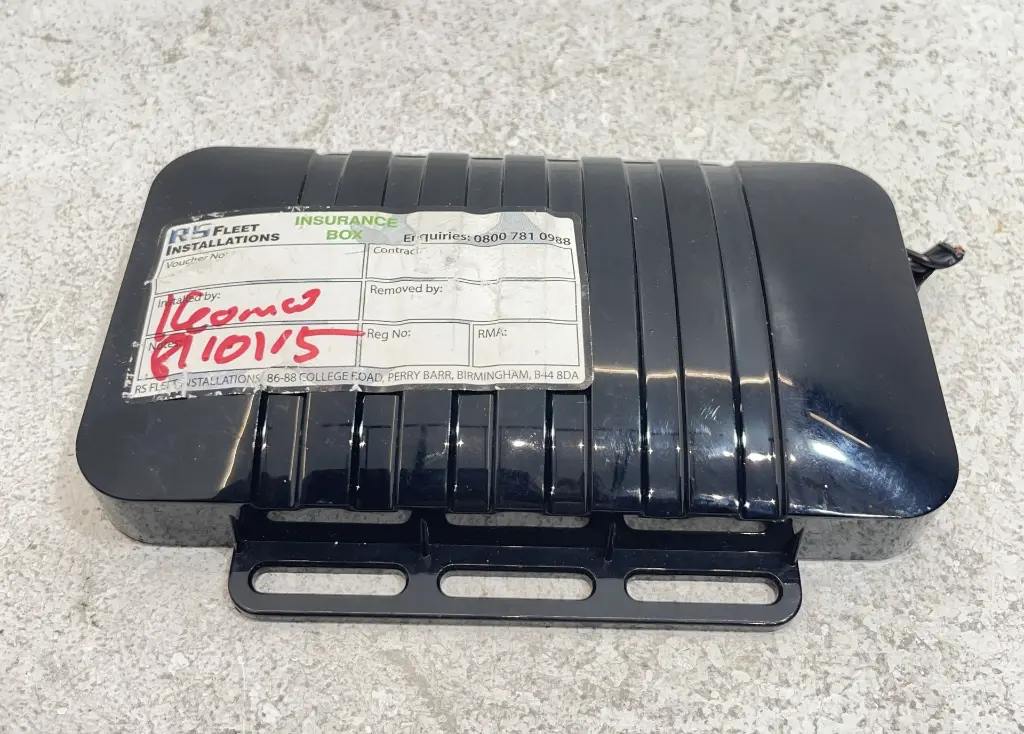 RS FLEET INSTALLATIONS
INSURANCE BOX
Enquiries: 0800 781 0988
Voucher No:
Contract:
Installed by:
Removed by:
Notes:
Reg No:
RMA:
RS FLEET INSTALLATIONS, 86-88 COLLEGE ROAD, PERRY BARR, BIRMINGHAM, B44 8DA